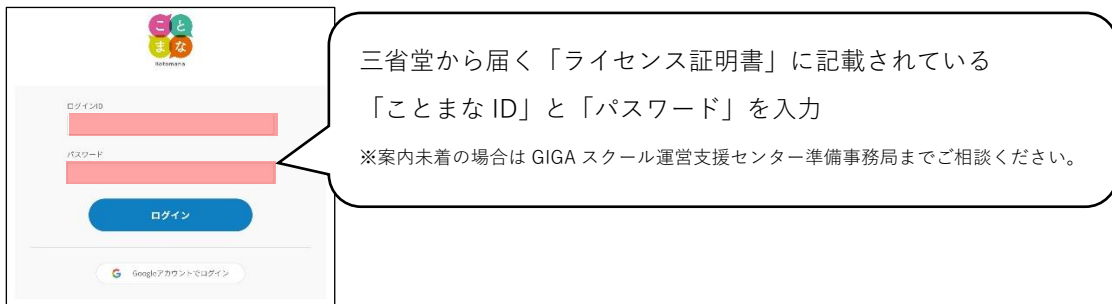 こと
まな
kotomana
ログインID
パスワード
ログイン
Googleアカウントでログイン
三省堂から届く「ライセンス証明書」に記載されている
「ことまな ID」と「パスワード」を入力
※案内未着の場合は GIGA スクール運営支援センター準備事務局までご相談ください。